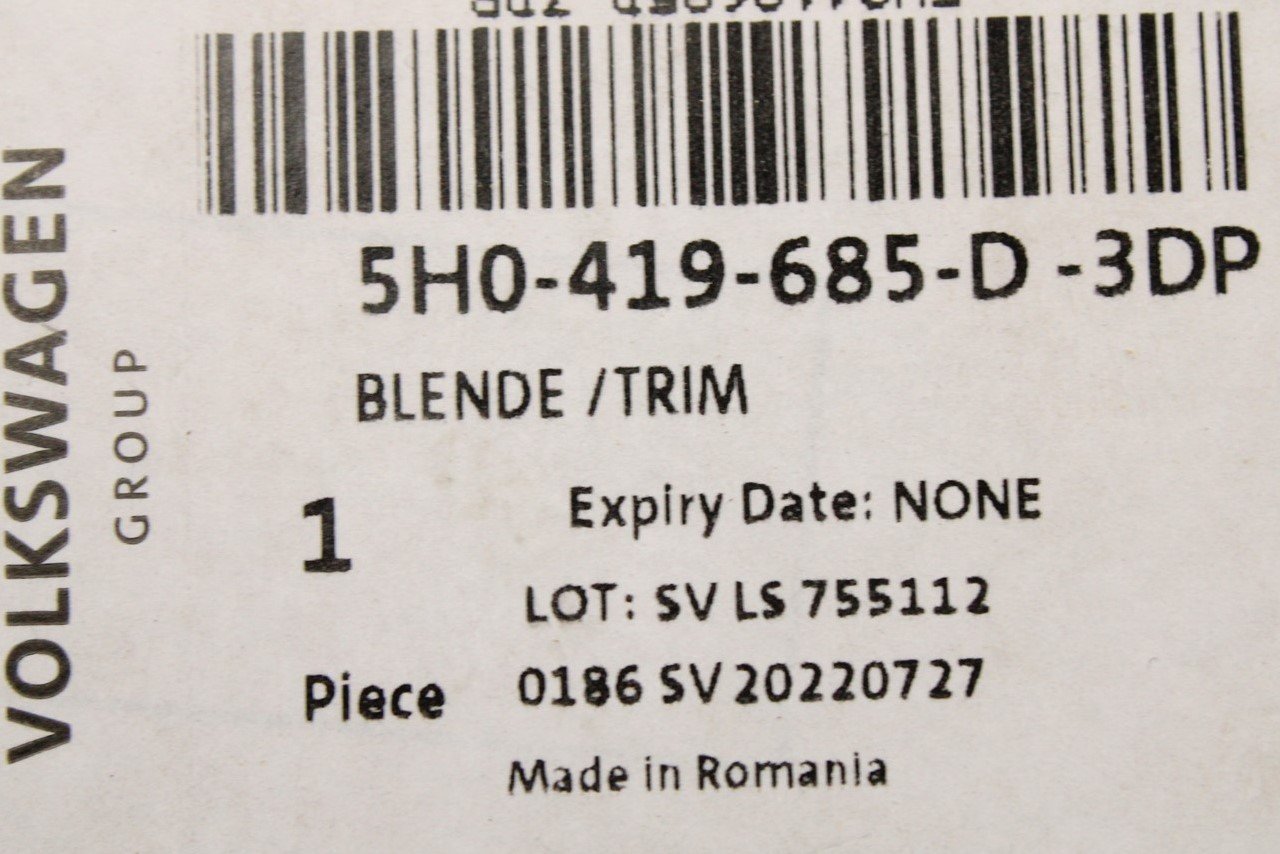 5H0-419-685-D -3DP
BLENDE /TRIM
1
Expiry Date: NONE
LOT: SV LS 755112
Piece
0186 SV 20220727
Made in Romania
VOLKSWAGEN
GROUP